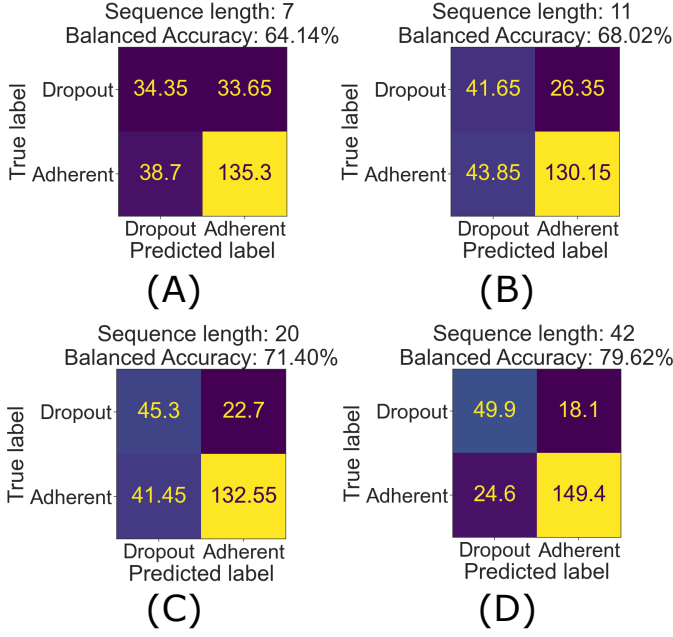 Sequence length: 7
Balanced Accuracy: 64.14%
True label
Dropout 34.35 33.65
Adherent 38.7 135.3
Dropout Adherent
Predicted label
(A)
Sequence length: 11
Balanced Accuracy: 68.02%
True label
Dropout 41.65 26.35
Adherent 43.85 130.15
Dropout Adherent
Predicted label
(B)
Sequence length: 20
Balanced Accuracy: 71.40%
True label
Dropout 45.3 22.7
Adherent 41.45 132.55
Dropout Adherent
Predicted label
(C)
Sequence length: 42
Balanced Accuracy: 79.62%
True label
Dropout 49.9 18.1
Adherent 24.6 149.4
Dropout Adherent
Predicted label
(D)